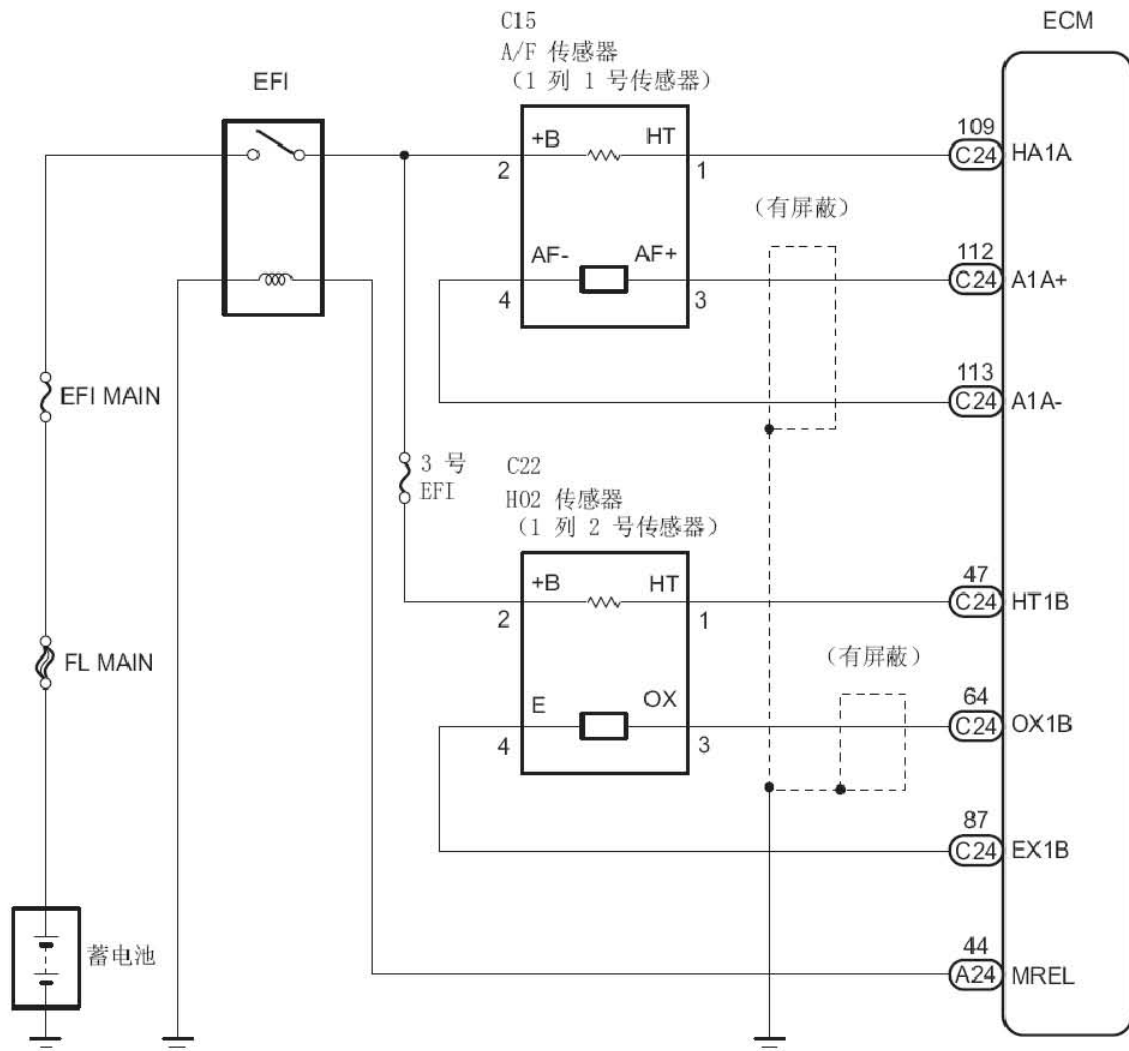 C15
ECM
A/F 传感器
(1 列 1 号传感器)
EFI
+B
HT
109
C24
HA1A
2
1
(有屏蔽)
AF-
AF+
112
C24
A1A+
4
3
113
C24
A1A-
EFI MAIN
3 号
EFI
C22
H02 传感器
(1 列 2 号传感器)
+B
HT
47
C24
HT1B
2
1
FL MAIN
(有屏蔽)
E
OX
64
C24
OX1B
4
3
87
C24
EX1B
蓄电池
44
A24
MREL